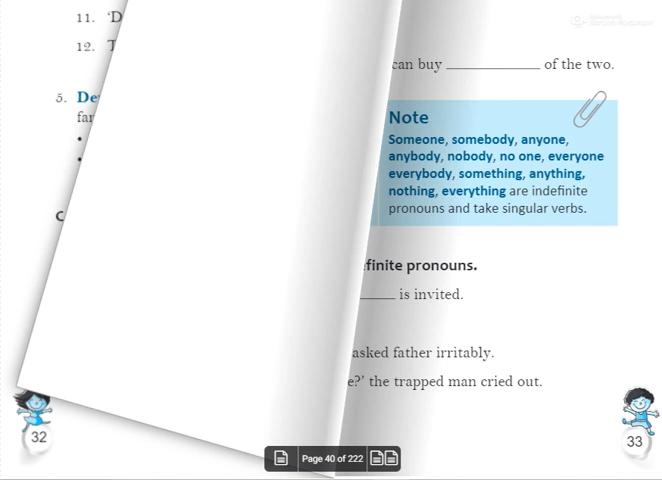 11. 'D
12. T
5. De
far
C
32
can buy __________ of the two.
Note
Someone, somebody, anyone,
anybody, nobody, no one, everyone
everybody, something, anything,
nothing, everything are indefinite
pronouns and take singular verbs.
finite pronouns.
_____ is invited.
asked father irritably.
e?' the trapped man cried out.
33
Page 40 of 222